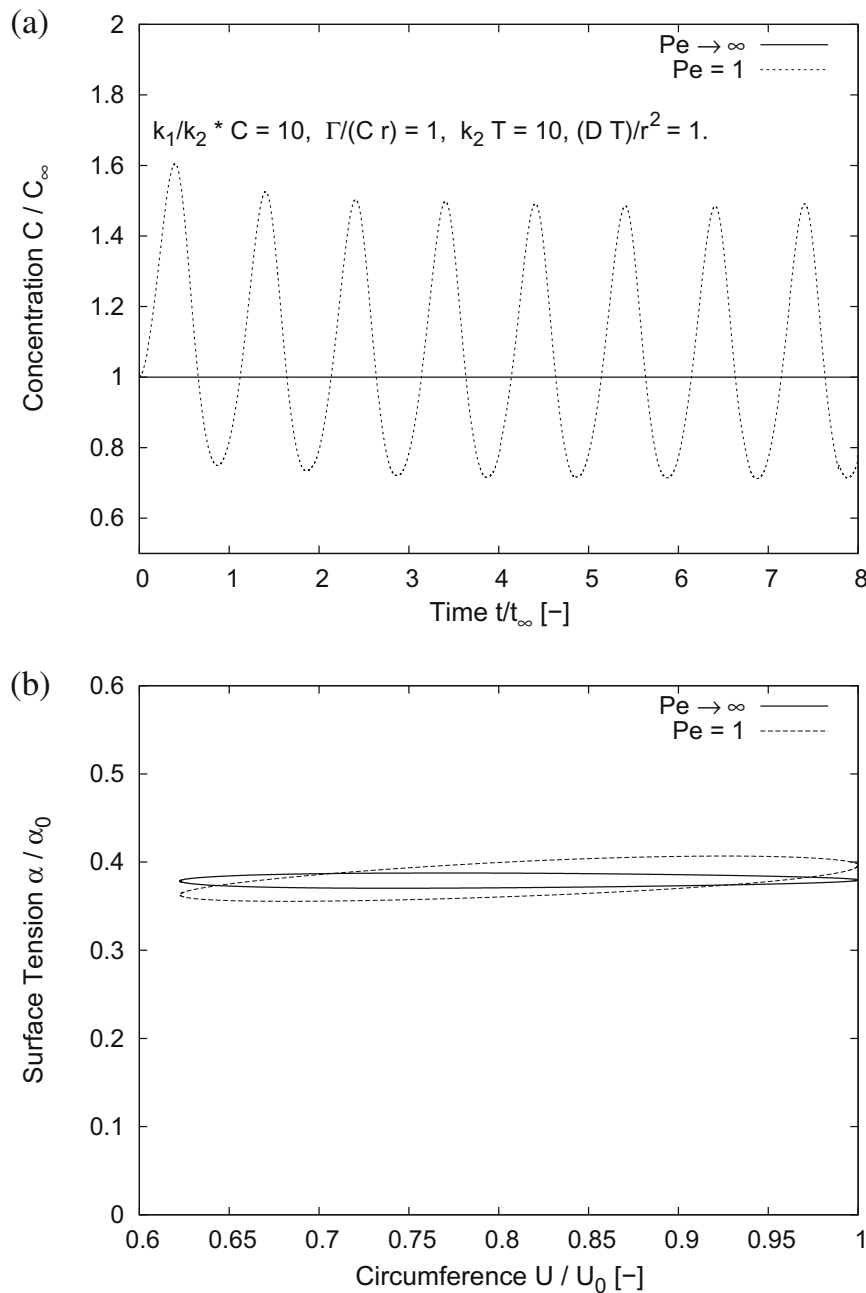 (a)
2
1.8
1.6
1.4
1.2
1
0.8
0.6
Concentration C / C∞
Pe → ∞
Pe = 1
k1/k2 * C = 10, Γ/(C r) = 1, k2 T = 10, (D T)/r² = 1.
0 1 2 3 4 5 6 7 8
Time t/t∞ [−]
(b)
0.6
0.5
0.4
0.3
0.2
0.1
0
Surface Tension α / α0
Pe → ∞
Pe = 1
0.6 0.65 0.7 0.75 0.8 0.85 0.9 0.95 1
Circumference U / U0 [−]